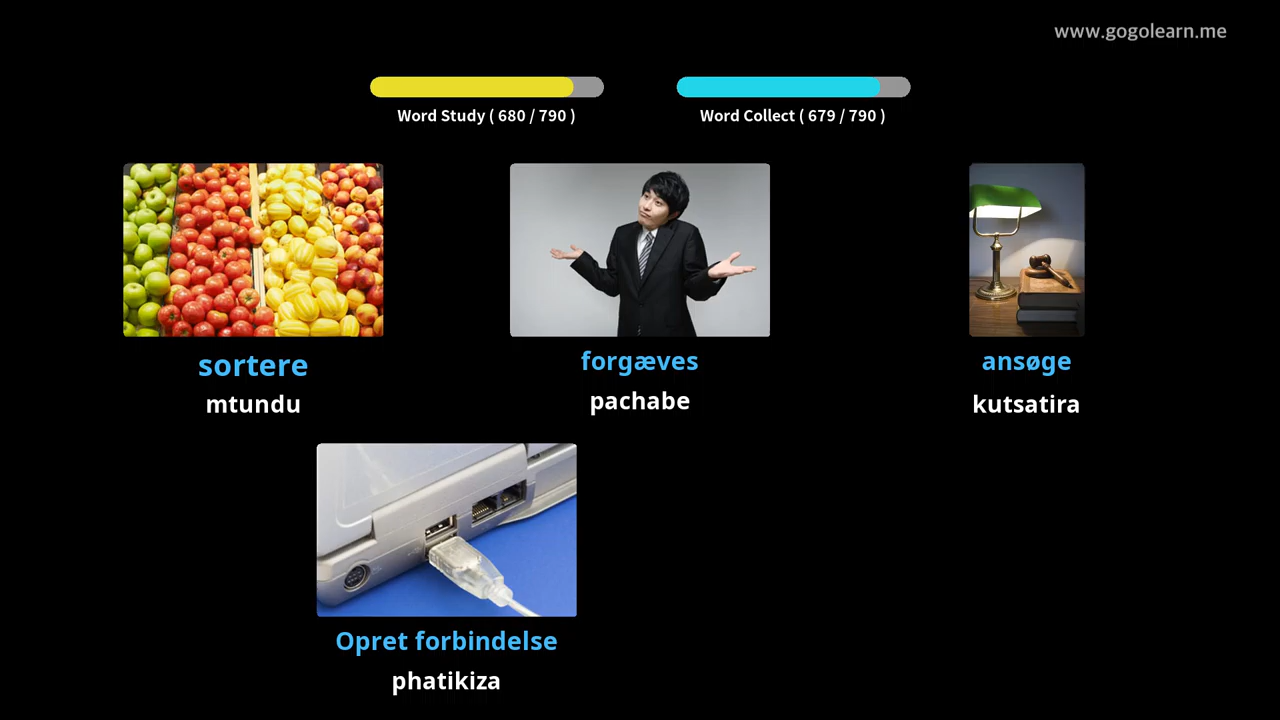 www.gogolearn.me
Word Study ( 680 / 790 )
Word Collect ( 679 / 790 )
sortere
mtundu
forgæves
pachabe
ansøge
kutsatira
Opret forbindelse
phatikiza